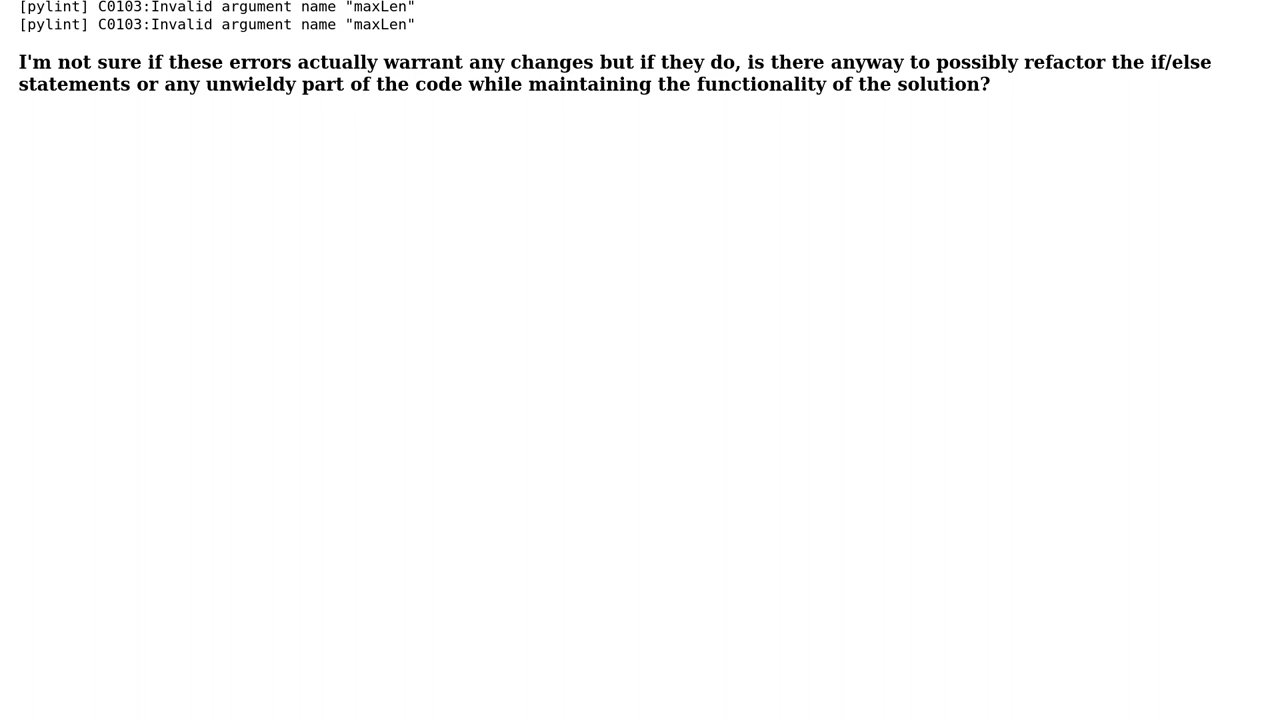 [pylint] C0103:Invalid argument name "maxLen"
[pylint] C0103:Invalid argument name "maxLen"
I'm not sure if these errors actually warrant any changes but if they do, is there anyway to possibly refactor the if/else
statements or any unwieldy part of the code while maintaining the functionality of the solution?